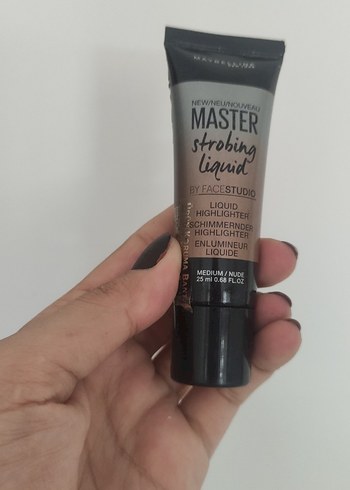 MAYBELLINE
NEW/NEU/NOUVEAU
MASTER
strobing
liquid
BY FACESTUDIO
LIQUID
HIGHLIGHTER
SCHIMMERNDER
HIGHLIGHTER
ENLUMINEUR
LIQUIDE
MEDIUM / NUDE
25 ml 0.68 FL.OZ